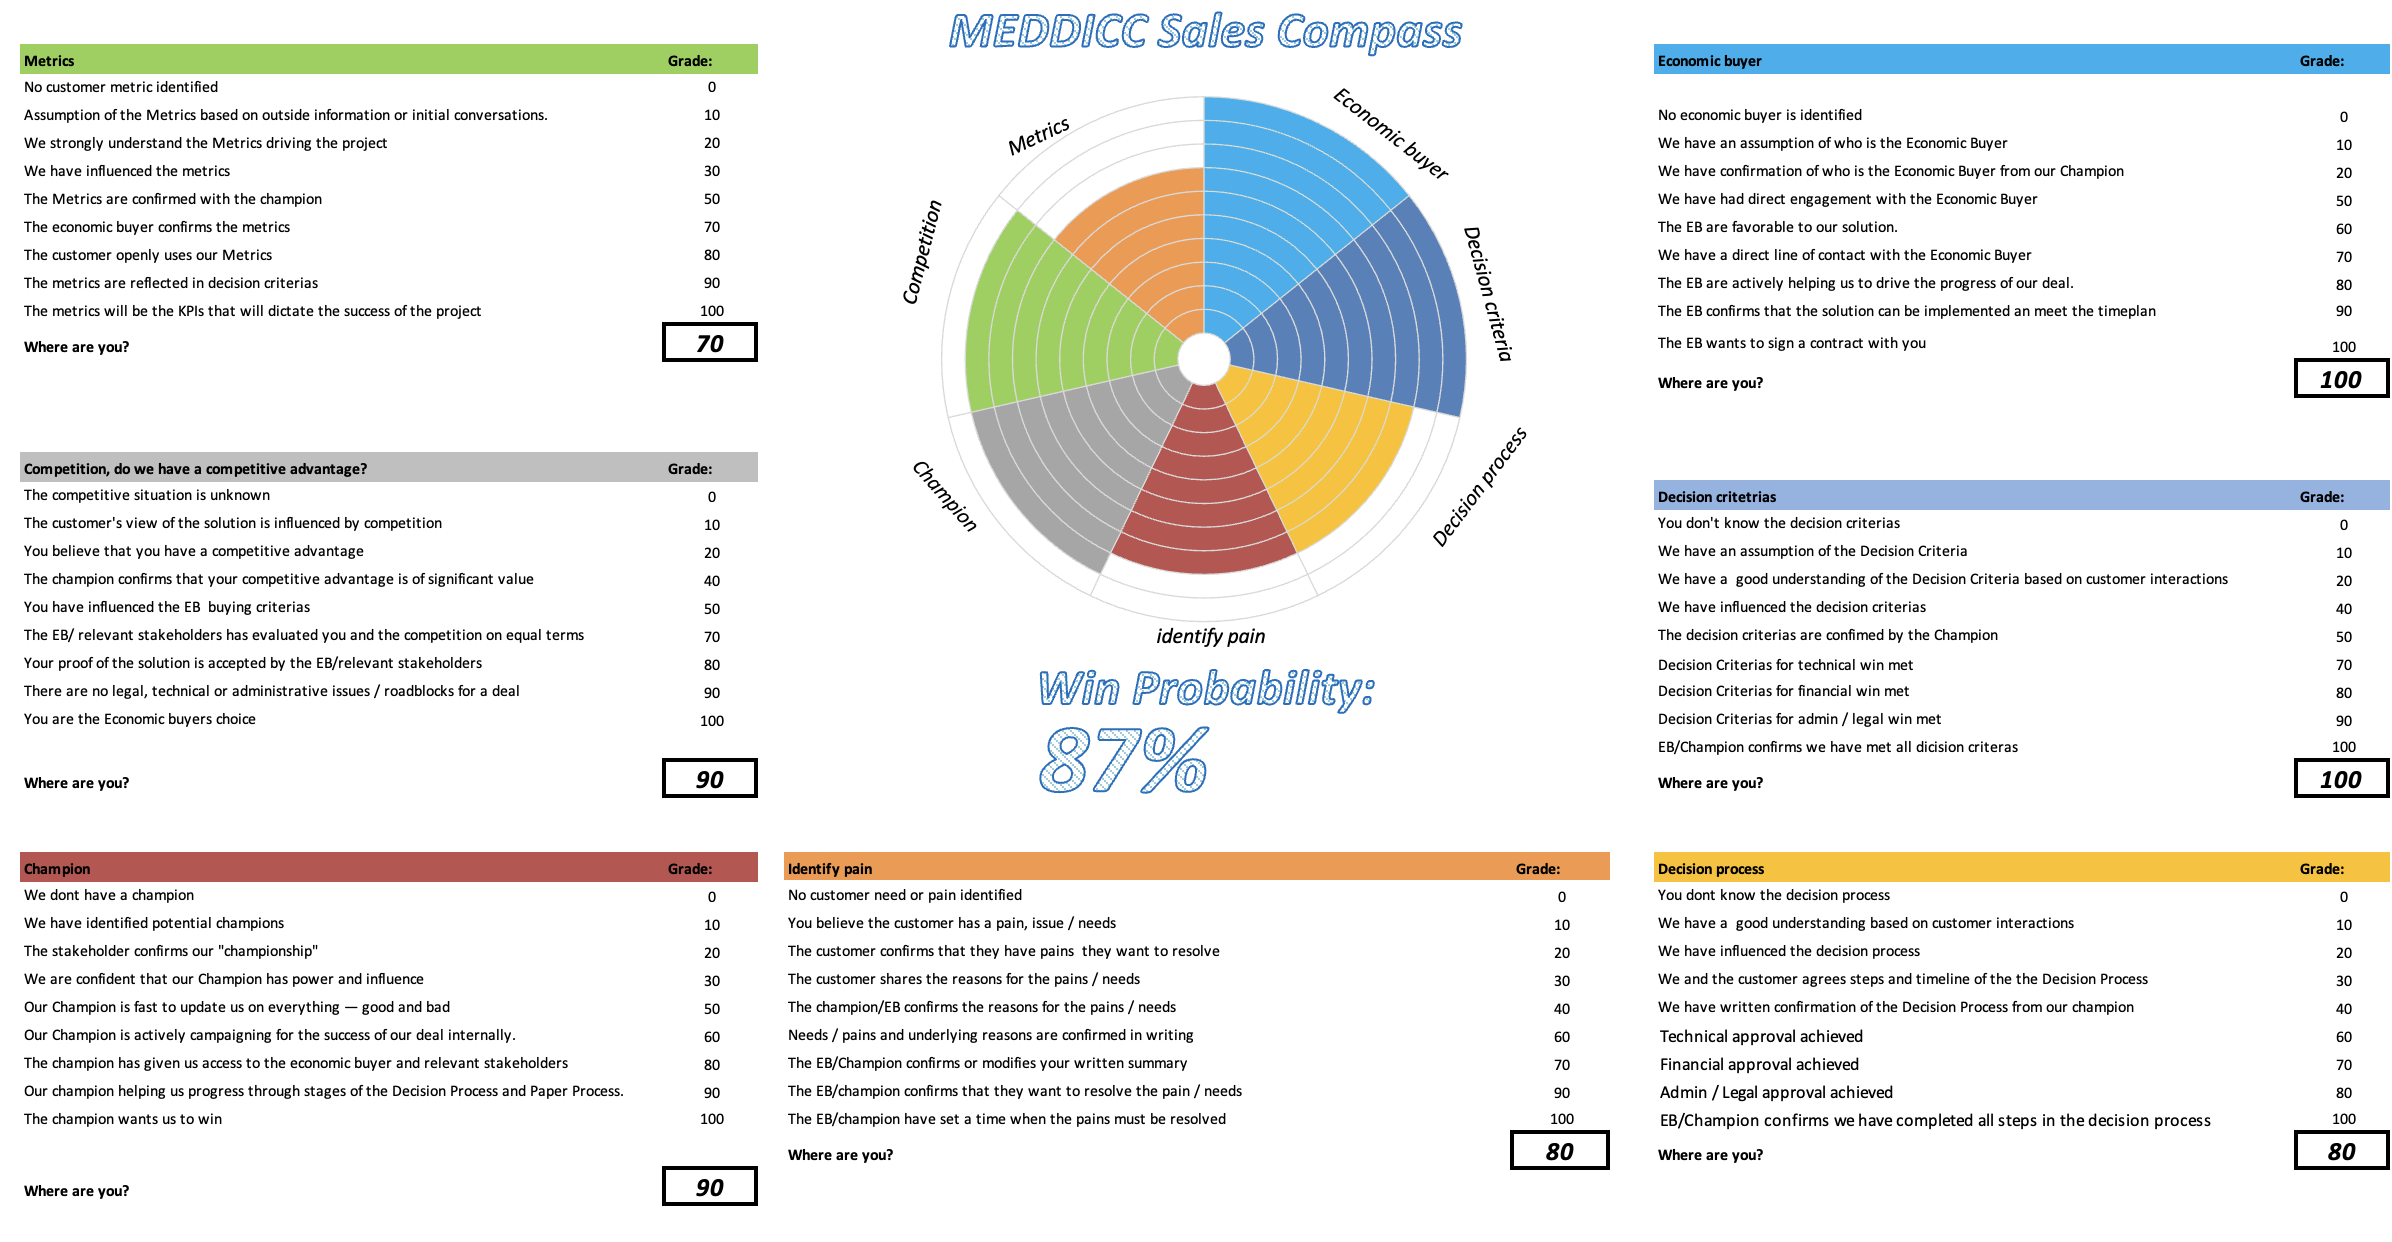 MEDDICC Sales Compass
Metrics Grade:
No customer metric identified 0
Assumption of the Metrics based on outside information or initial conversations. 10
We strongly understand the Metrics driving the project 20
We have influenced the metrics 30
The Metrics are confirmed with the champion 50
The economic buyer confirms the metrics 70
The customer openly uses our Metrics 80
The metrics are reflected in decision criterias 90
The metrics will be the KPIs that will dictate the success of the project 100
Where are you? 70
Metrics
Economic buyer
Competition
Decision criteria
Champion
Decision process
identify pain
Win Probability:
87%
Economic buyer Grade:
No economic buyer is identified 0
We have an assumption of who is the Economic Buyer 10
We have confirmation of who is the Economic Buyer from our Champion 20
We have had direct engagement with the Economic Buyer 50
The EB are favorable to our solution. 60
We have a direct line of contact with the Economic Buyer 70
The EB are actively helping us to drive the progress of our deal. 80
The EB confirms that the solution can be implemented an meet the timeplan 90
The EB wants to sign a contract with you 100
Where are you? 100
Competition, do we have a competitive advantage? Grade:
The competitive situation is unknown 0
The customer's view of the solution is influenced by competition 10
You believe that you have a competitive advantage 20
The champion confirms that your competitive advantage is of significant value 40
You have influenced the EB  buying criterias 50
The EB/ relevant stakeholders has evaluated you and the competition on equal terms 70
Your proof of the solution is accepted by the EB/relevant stakeholders 80
There are no legal, technical or administrative issues / roadblocks for a deal 90
You are the Economic buyers choice 100
Where are you? 90
Decision critetrias Grade:
You don't know the decision criterias 0
We have an assumption of the Decision Criteria 10
We have a  good understanding of the Decision Criteria based on customer interactions 20
We have influenced the decision criterias 40
The decision criterias are confimed by the Champion 50
Decision Criterias for technical win met 70
Decision Criterias for financial win met 80
Decision Criterias for admin / legal win met 90
EB/Champion confirms we have met all dicision criteras 100
Where are you? 100
Champion Grade:
We dont have a champion 0
We have identified potential champions 10
The stakeholder confirms our "championship" 20
We are confident that our Champion has power and influence 30
Our Champion is fast to update us on everything — good and bad 50
Our Champion is actively campaigning for the success of our deal internally. 60
The champion has given us access to the economic buyer and relevant stakeholders 80
Our champion helping us progress through stages of the Decision Process and Paper Process. 90
The champion wants us to win 100
Where are you? 90
Identify pain Grade:
No customer need or pain identified 0
You believe the customer has a pain, issue / needs 10
The customer confirms that they have pains  they want to resolve 20
The customer shares the reasons for the pains / needs 30
The champion/EB confirms the reasons for the pains / needs 40
Needs / pains and underlying reasons are confirmed in writing 60
The EB/Champion confirms or modifies your written summary 70
The EB/champion confirms that they want to resolve the pain / needs 90
The EB/champion have set a time when the pains must be resolved 100
Where are you? 80
Decision process Grade:
You dont know the decision process 0
We have a  good understanding based on customer interactions 10
We have influenced the decision process 20
We and the customer agrees steps and timeline of the the Decision Process 30
We have written confirmation of the Decision Process from our champion 40
Technical approval achieved 60
Financial approval achieved 70
Admin / Legal approval achieved 80
EB/Champion confirms we have completed all steps in the decision process 100
Where are you? 80